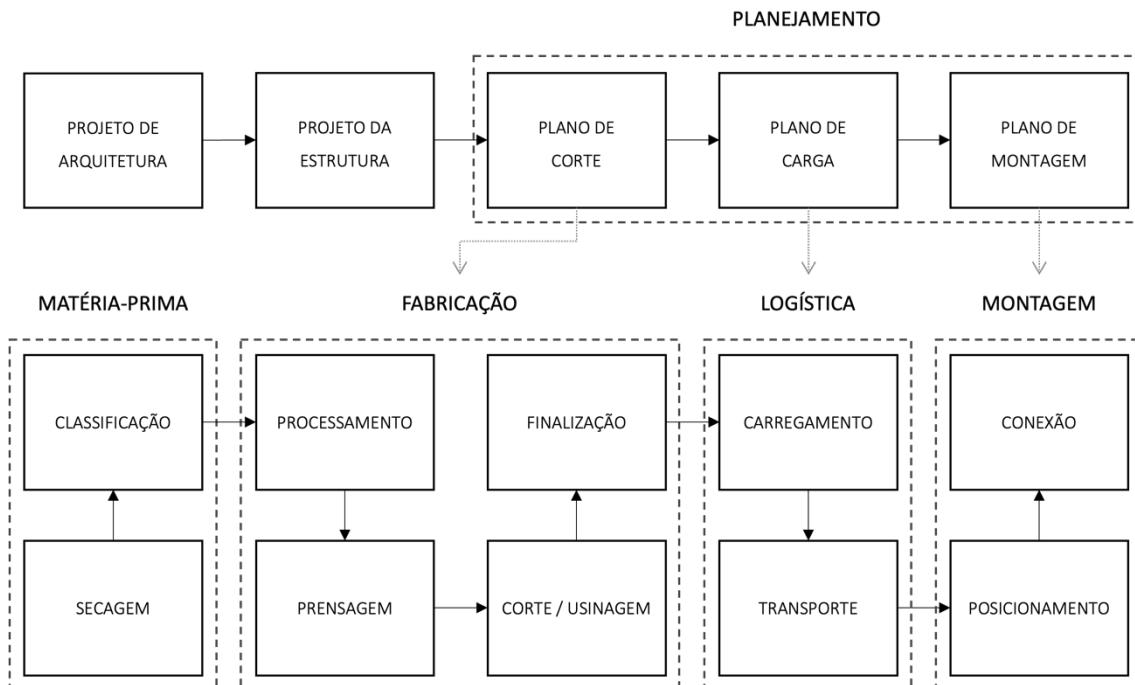 PLANEJAMENTO
PROJETO DE
ARQUITETURA
PROJETO DA
ESTRUTURA
PLANO DE
CORTE
PLANO DE
CARGA
PLANO DE
MONTAGEM
MATÉRIA-PRIMA
FABRICAÇÃO
LOGÍSTICA
MONTAGEM
CLASSIFICAÇÃO
PROCESSAMENTO
FINALIZAÇÃO
CARREGAMENTO
CONEXÃO
SECAGEM
PRENSAGEM
CORTE / USINAGEM
TRANSPORTE
POSICIONAMENTO